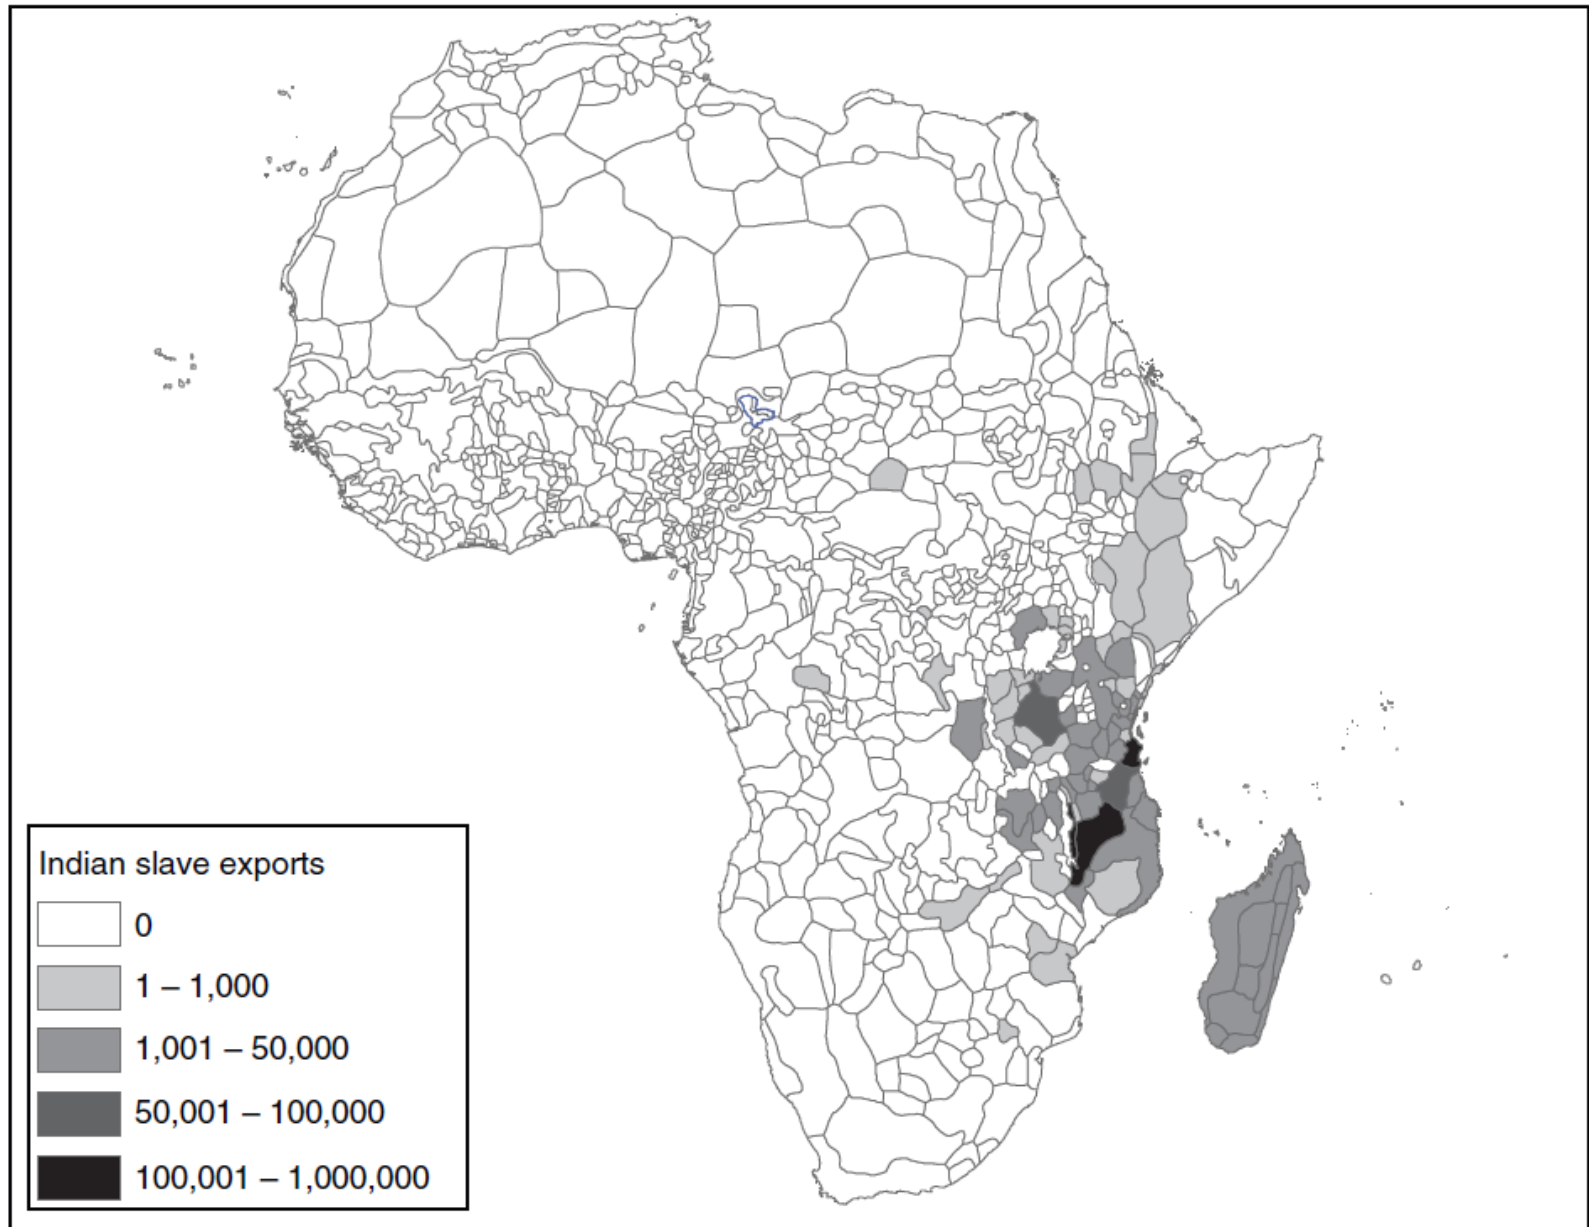 Indian slave exports
0
1 – 1,000
1,001 – 50,000
50,001 – 100,000
100,001 – 1,000,000